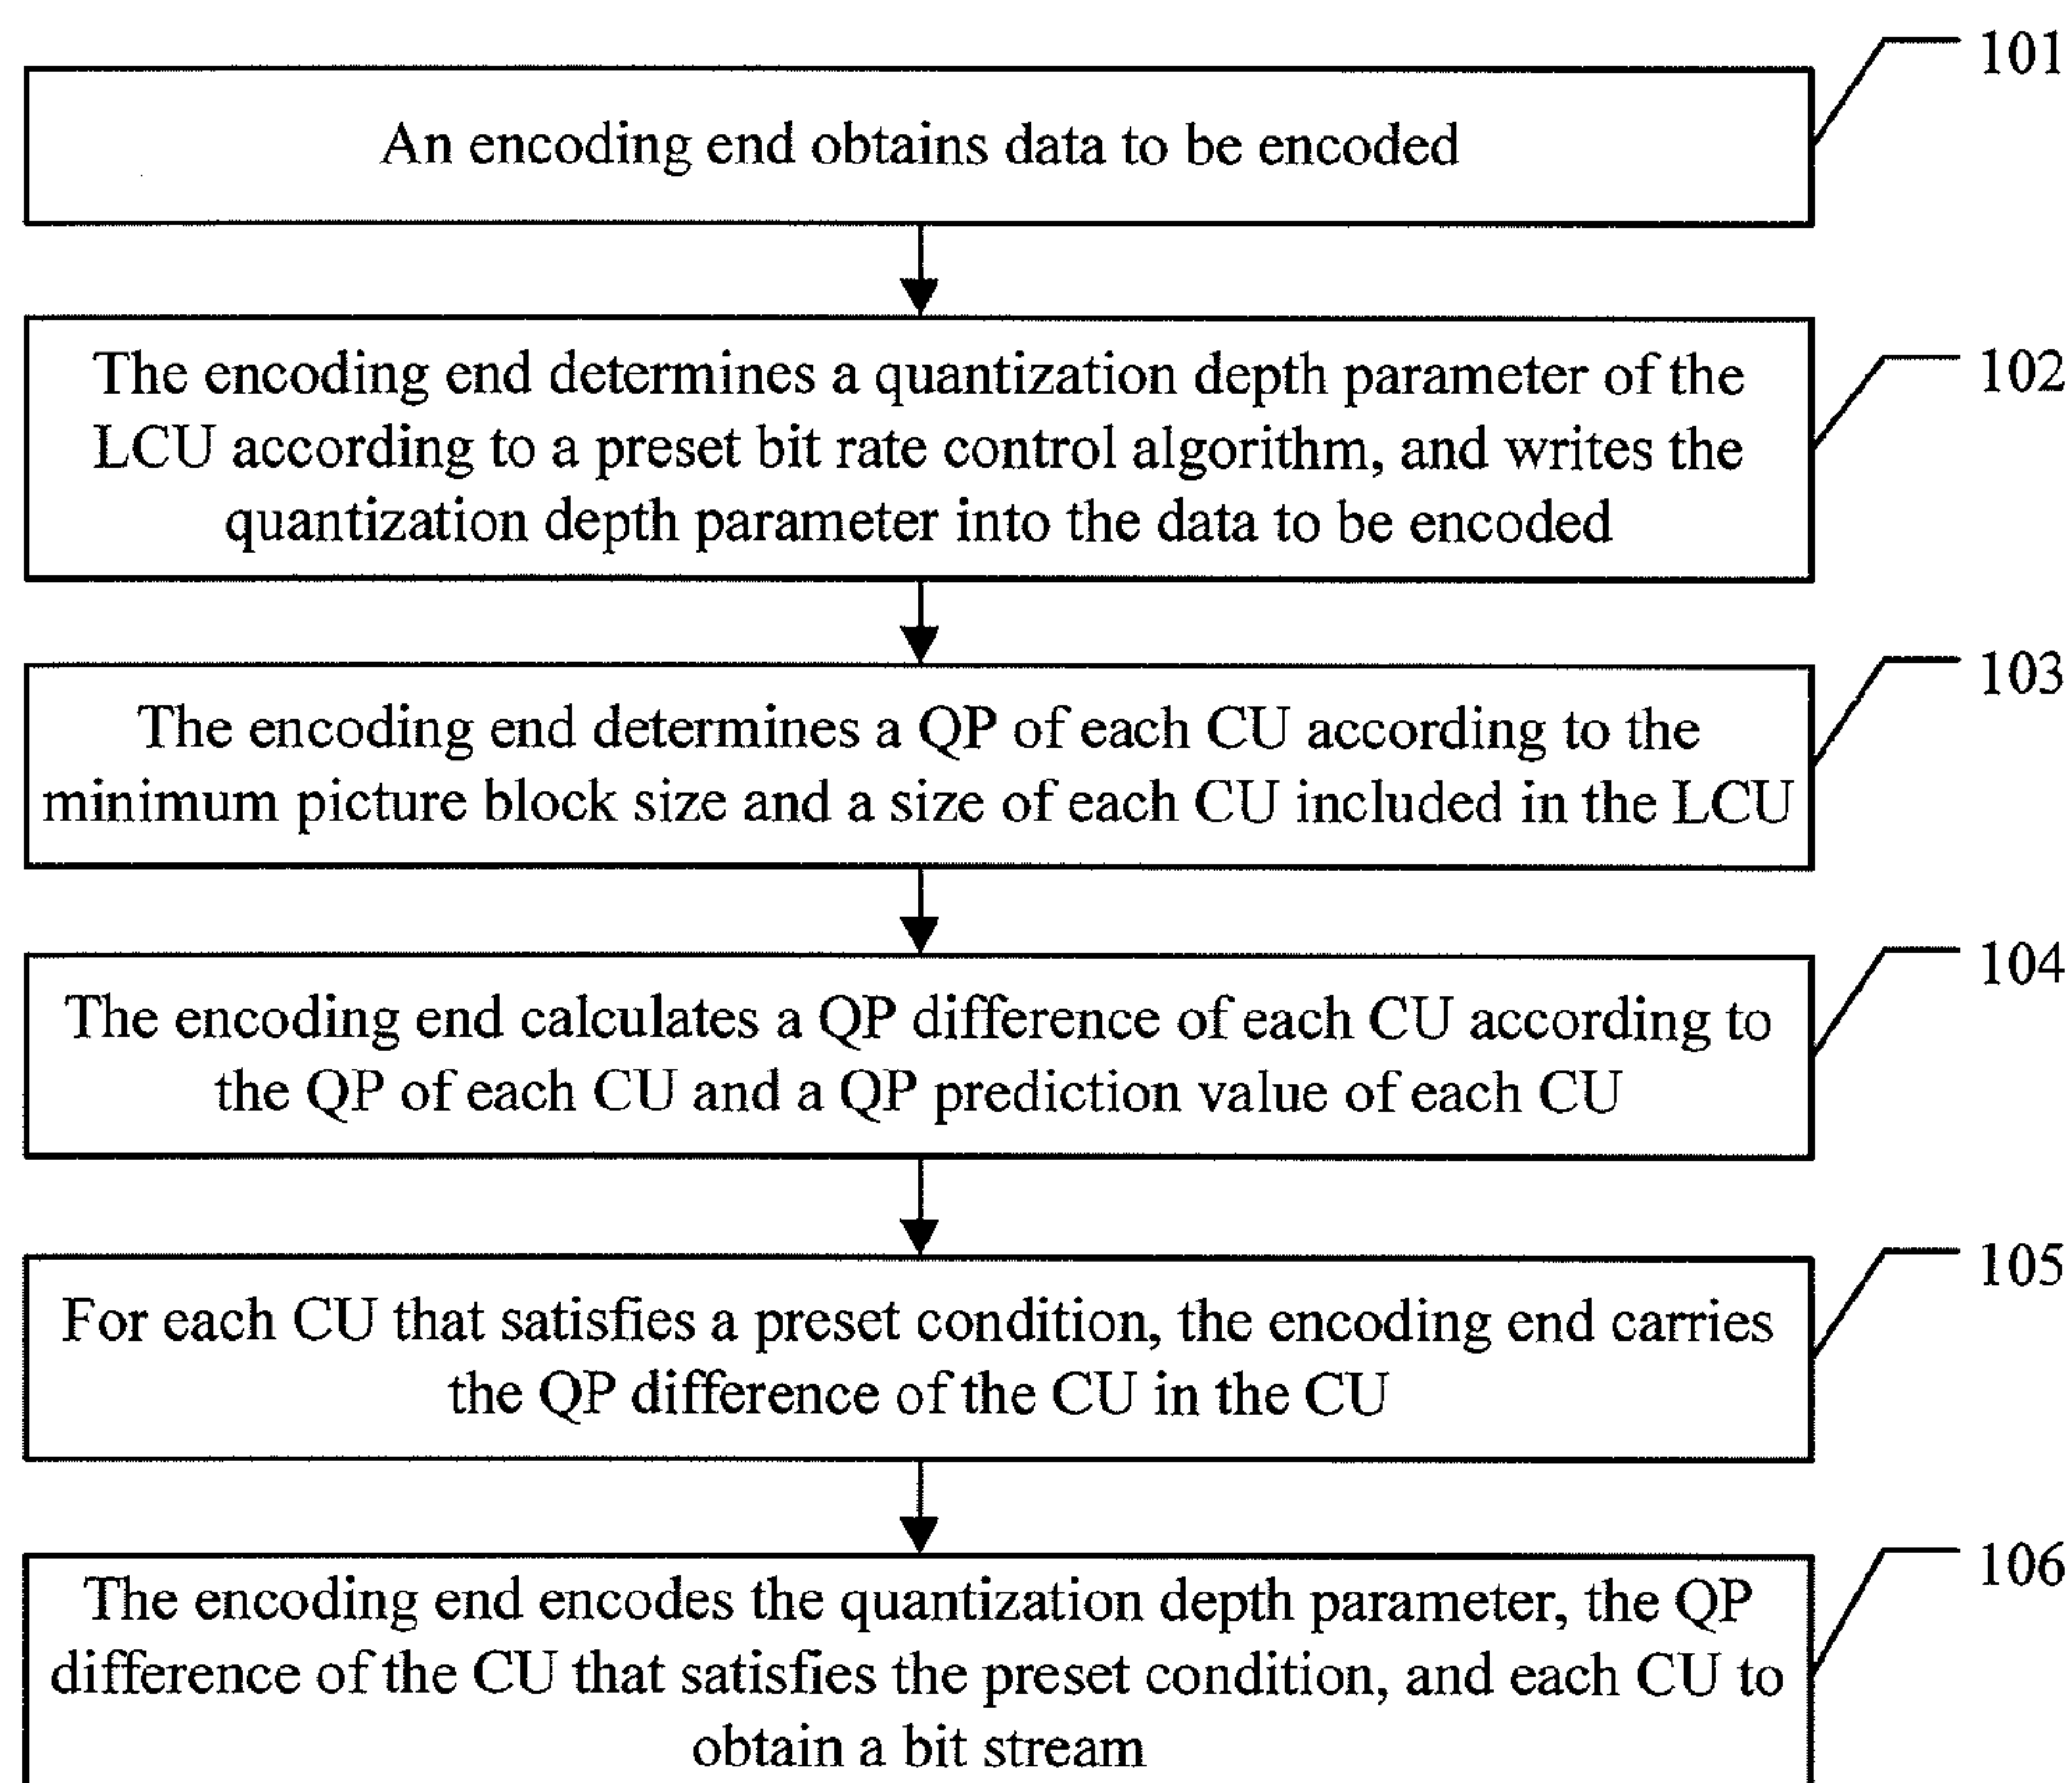 101
An encoding end obtains data to be encoded
102
The encoding end determines a quantization depth parameter of the
LCU according to a preset bit rate control algorithm, and writes the
quantization depth parameter into the data to be encoded
103
The encoding end determines a QP of each CU according to the
minimum picture block size and a size of each CU included in the LCU
104
The encoding end calculates a QP difference of each CU according to
the QP of each CU and a QP prediction value of each CU
105
For each CU that satisfies a preset condition, the encoding end carries
the QP difference of the CU in the CU
106
The encoding end encodes the quantization depth parameter, the QP
difference of the CU that satisfies the preset condition, and each CU to
obtain a bit stream